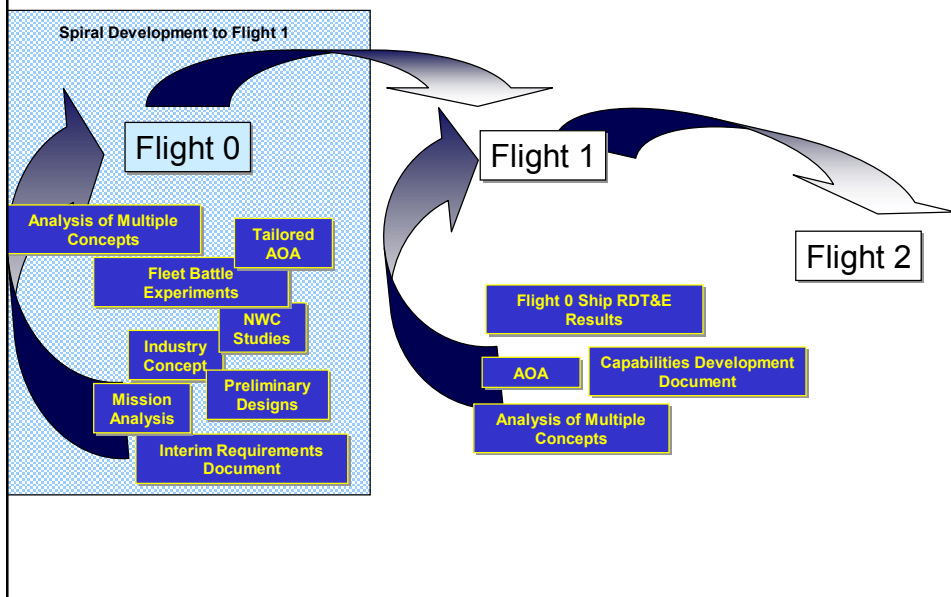 Spiral Development to Flight 1
Flight 0
Analysis of Multiple
Concepts
Tailored
AOA
Fleet Battle
Experiments
NWC
Studies
Industry
Concept
Preliminary
Designs
Mission
Analysis
Interim Requirements
Document
Flight 1
Flight 0 Ship RDT&E
Results
AOA
Capabilities Development
Document
Analysis of Multiple
Concepts
Flight 2